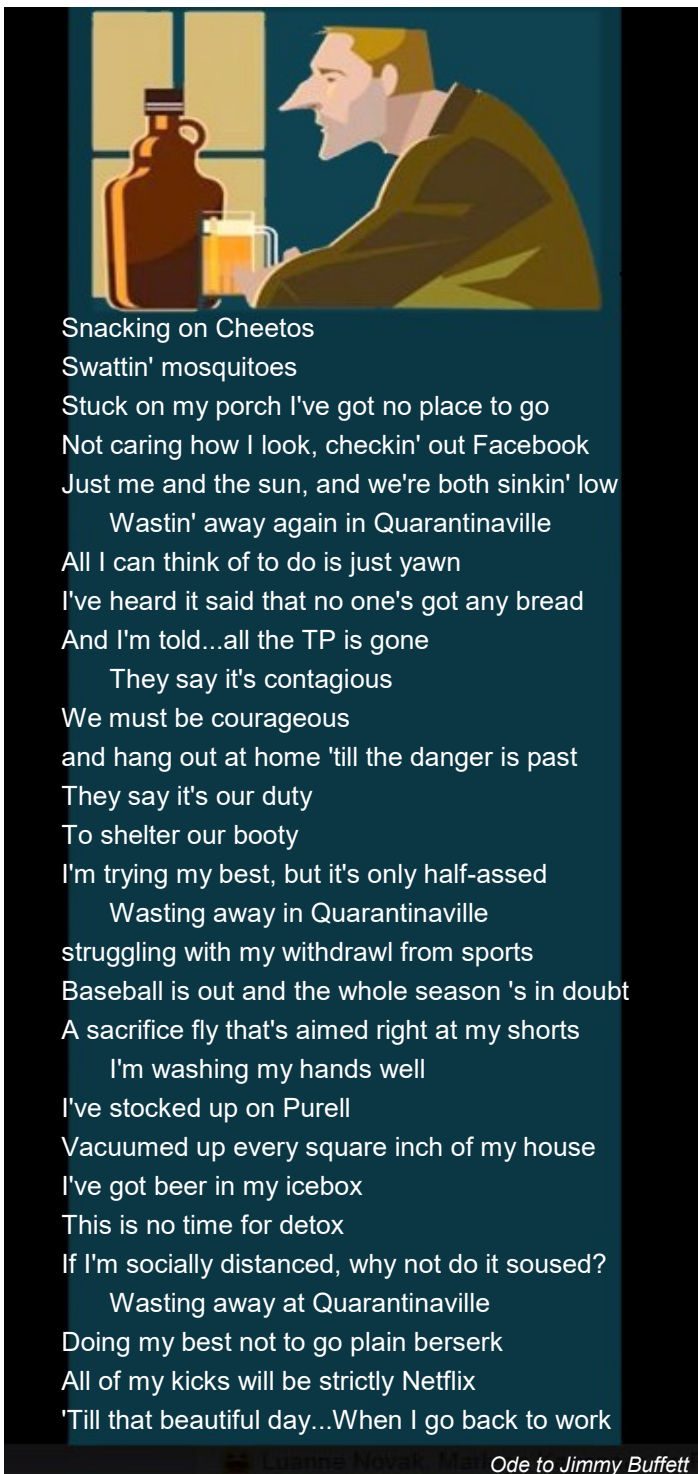 Snacking on Cheetos
Swattin' mosquitoes
Stuck on my porch I've got no place to go
Not caring how I look, checkin' out Facebook
Just me and the sun, and we're both sinkin' low
Wastin' away again in Quarantinaville
All I can think of to do is just yawn
I've heard it said that no one's got any bread
And I'm told...all the TP is gone
They say it's contagious
We must be courageous
and hang out at home 'till the danger is past
They say it's our duty
To shelter our booty
I'm trying my best, but it's only half-assed
Wasting away in Quarantinaville
struggling with my withdrawl from sports
Baseball is out and the whole season 's in doubt
A sacrifice fly that's aimed right at my shorts
I'm washing my hands well
I've stocked up on Purell
Vacuumed up every square inch of my house
I've got beer in my icebox
This is no time for detox
If I'm socially distanced, why not do it soused?
Wasting away at Quarantinaville
Doing my best not to go plain berserk
All of my kicks will be strictly Netflix
'Till that beautiful day...When I go back to work
Luanne Novak, Ode to Jimmy Buffett